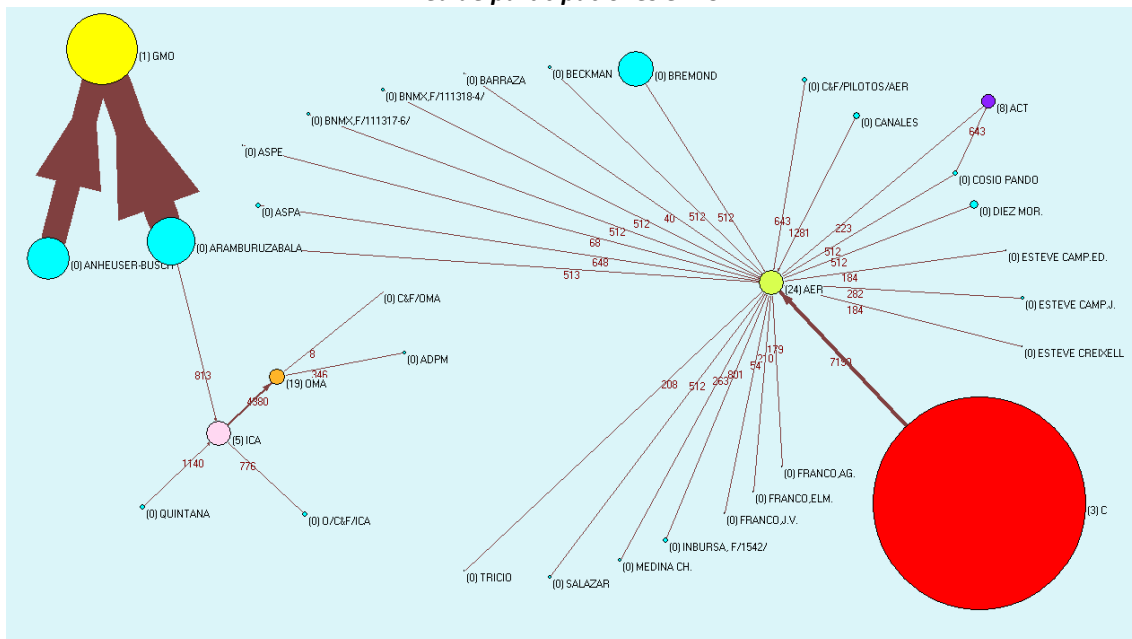 (1) GMO
(0) BARRAZA
(0) BECKMAN
(0) BREMOND
(0) BNMX,F/111318-4/
(0) C&F/PILOTOS/AER
(8) ACT
(0) BNMX,F/111317-6/
(0) CANALES
643
(0) ASPE
(0) COSIO PANDO
(0) ASPA
(0) DIEZ MOR.
40
512
512
512
643
512
1281
223
68
512
(0) ARAMBURUZABALA
648
512
(0) ESTEVE CAMP.ED.
(0) ANHEUSER-BUSCH
513
184
(24) AER
282
(0) C&F/OMA
184
(0) ESTEVE CAMP.J.
(0) ESTEVE CREIXELL
8
179
(0) ADPM
210
7190
813
346
54
(19) OMA
801
208
263
4380
512
(5) ICA
1140
776
(0) FRANCO,AG.
(0) FRANCO,ELM.
(3) C
(0) QUINTANA
(0) O/C&F/ICA
(0) FRANCO,J.V.
(0) INBURSA, F/1542/
(0) MEDINA CH.
(0) TRICIO
(0) SALAZAR